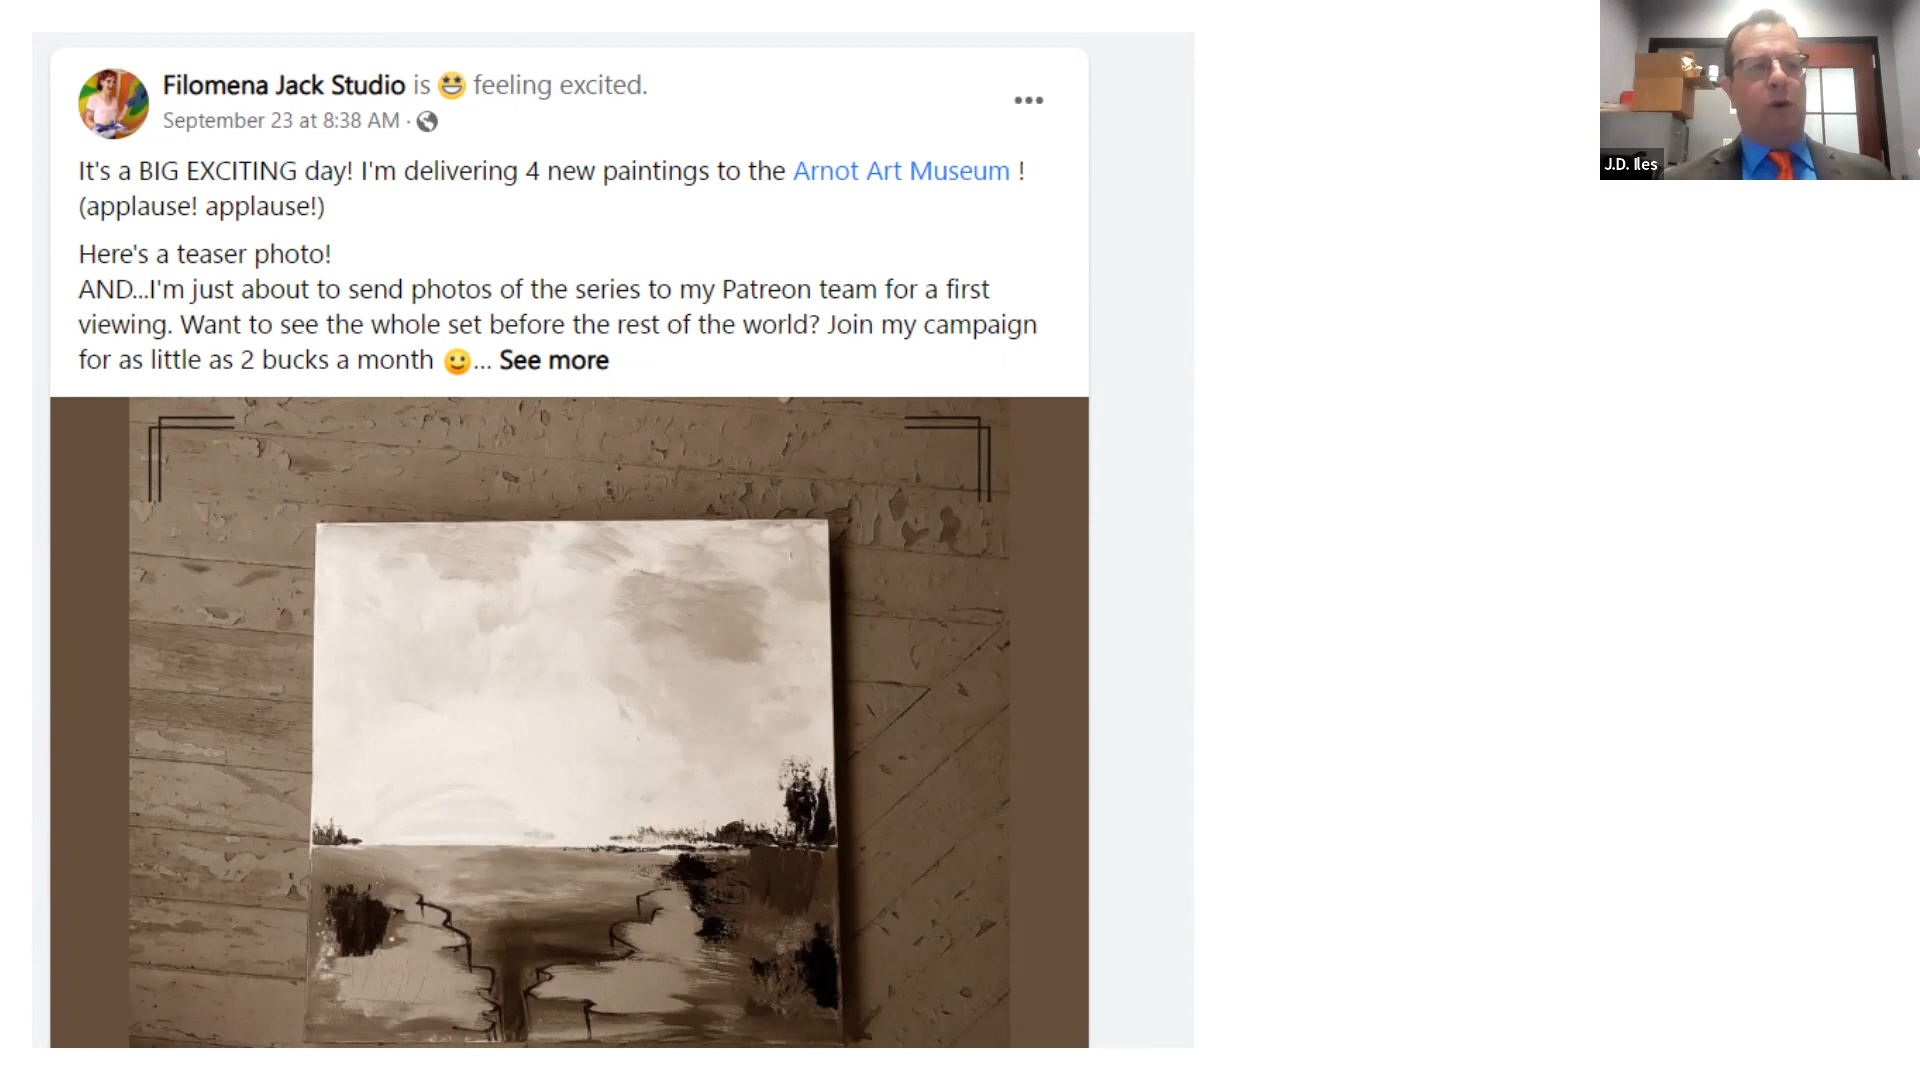 Filomena Jack Studio is 🤩 feeling excited.
September 23 at 8:38 AM ·
It's a BIG EXCITING day! I'm delivering 4 new paintings to the Arnot Art Museum !
(applause! applause!)
Here's a teaser photo!
AND...I'm just about to send photos of the series to my Patreon team for a first
viewing. Want to see the whole set before the rest of the world? Join my campaign
for as little as 2 bucks a month 🙂... See more
J.D. Iles